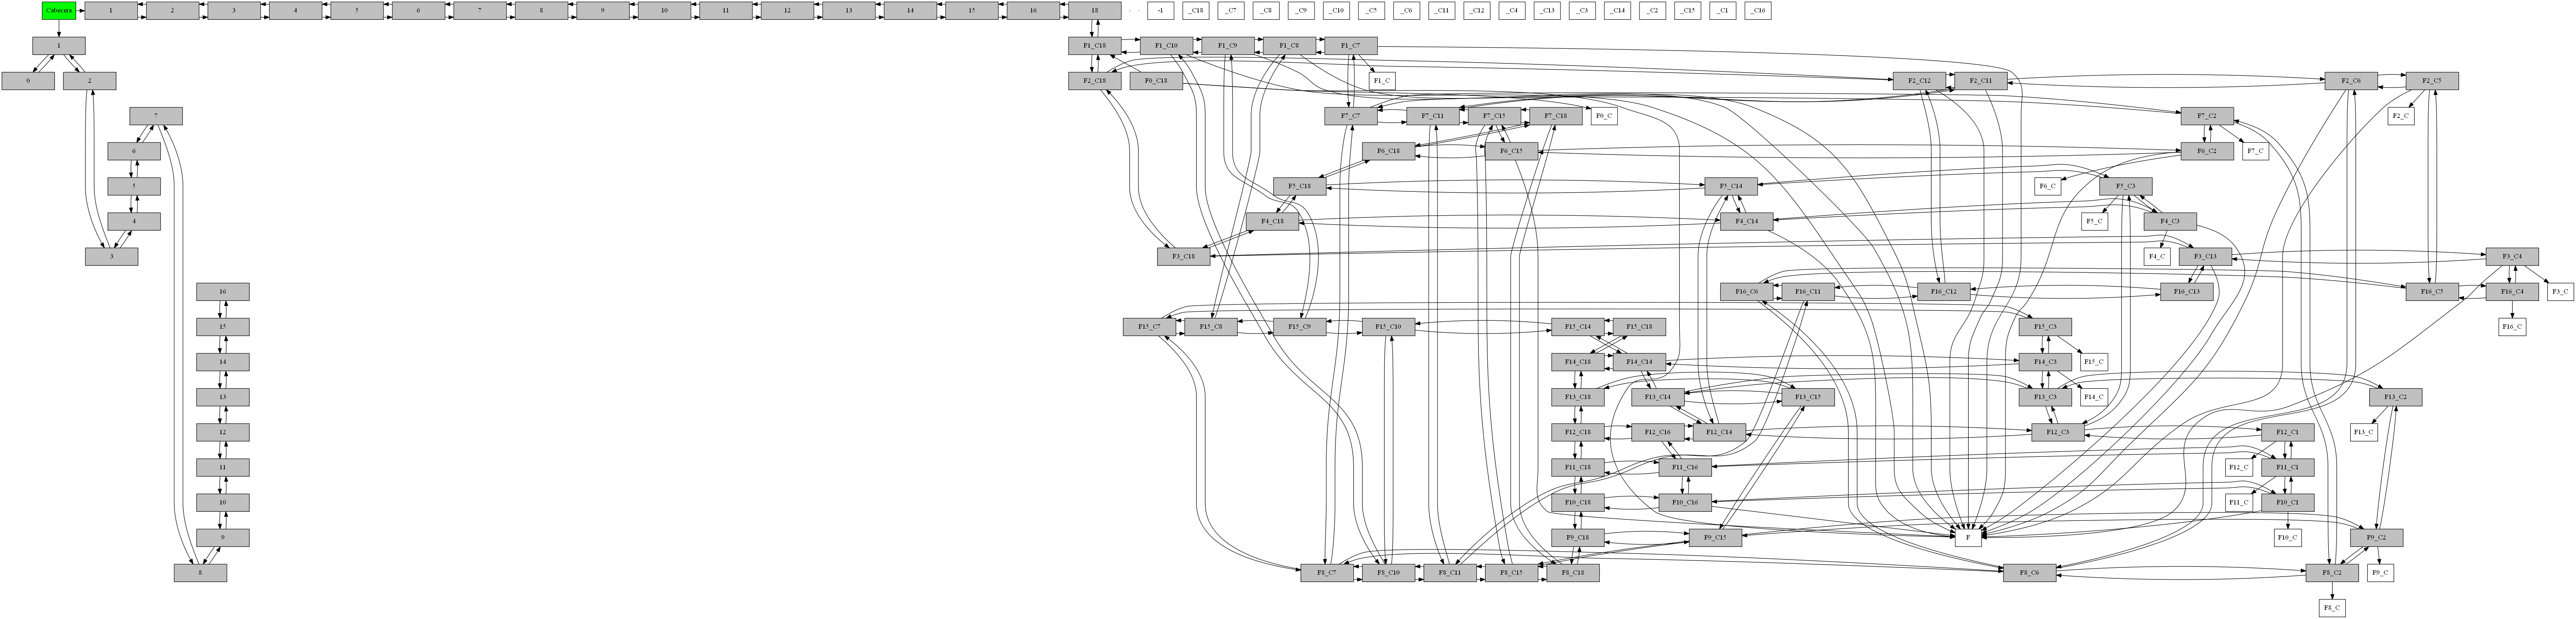 Cabecera 1 2 3 4 5 6 7 8 9 10 11 12 13 14 15 16 18 -1 _C18 _C7 _C8 _C9 _C10 _C5 _C6 _C11 _C12 _C4 _C13 _C3 _C14 _C2 _C15 _C1 _C16
1 F1_C18 F1_C10 F1_C9 F1_C8 F1_C7
0 2 F2_C18 F0_C18 F1_C F2_C12 F2_C11 F2_C6 F2_C5
7 F7_C7 F7_C11 F7_C15 F7_C18 F0_C F7_C2 F2_C
6 F6_C18 F6_C15 F6_C2 F7_C
5 F5_C18 F5_C14 F6_C F5_C3
4 F4_C18 F4_C14 F5_C F4_C3
3 F3_C18 F4_C F3_C13 F3_C4
16 F16_C6 F16_C11 F16_C12 F16_C13 F16_C5 F16_C4 F3_C
15 F15_C7 F15_C8 F15_C9 F15_C10 F15_C14 F15_C18 F15_C3 F16_C
14 F14_C18 F14_C14 F14_C3 F15_C
13 F13_C18 F13_C14 F13_C15 F13_C3 F14_C F13_C2
12 F12_C18 F12_C16 F12_C14 F12_C3 F12_C1 F13_C
11 F11_C18 F11_C16 F12_C F11_C1
10 F10_C18 F10_C16 F11_C F10_C1
9 F9_C18 F9_C15 F F10_C F9_C2
8 F8_C7 F8_C10 F8_C11 F8_C15 F8_C18 F8_C6 F8_C2 F9_C
F8_C